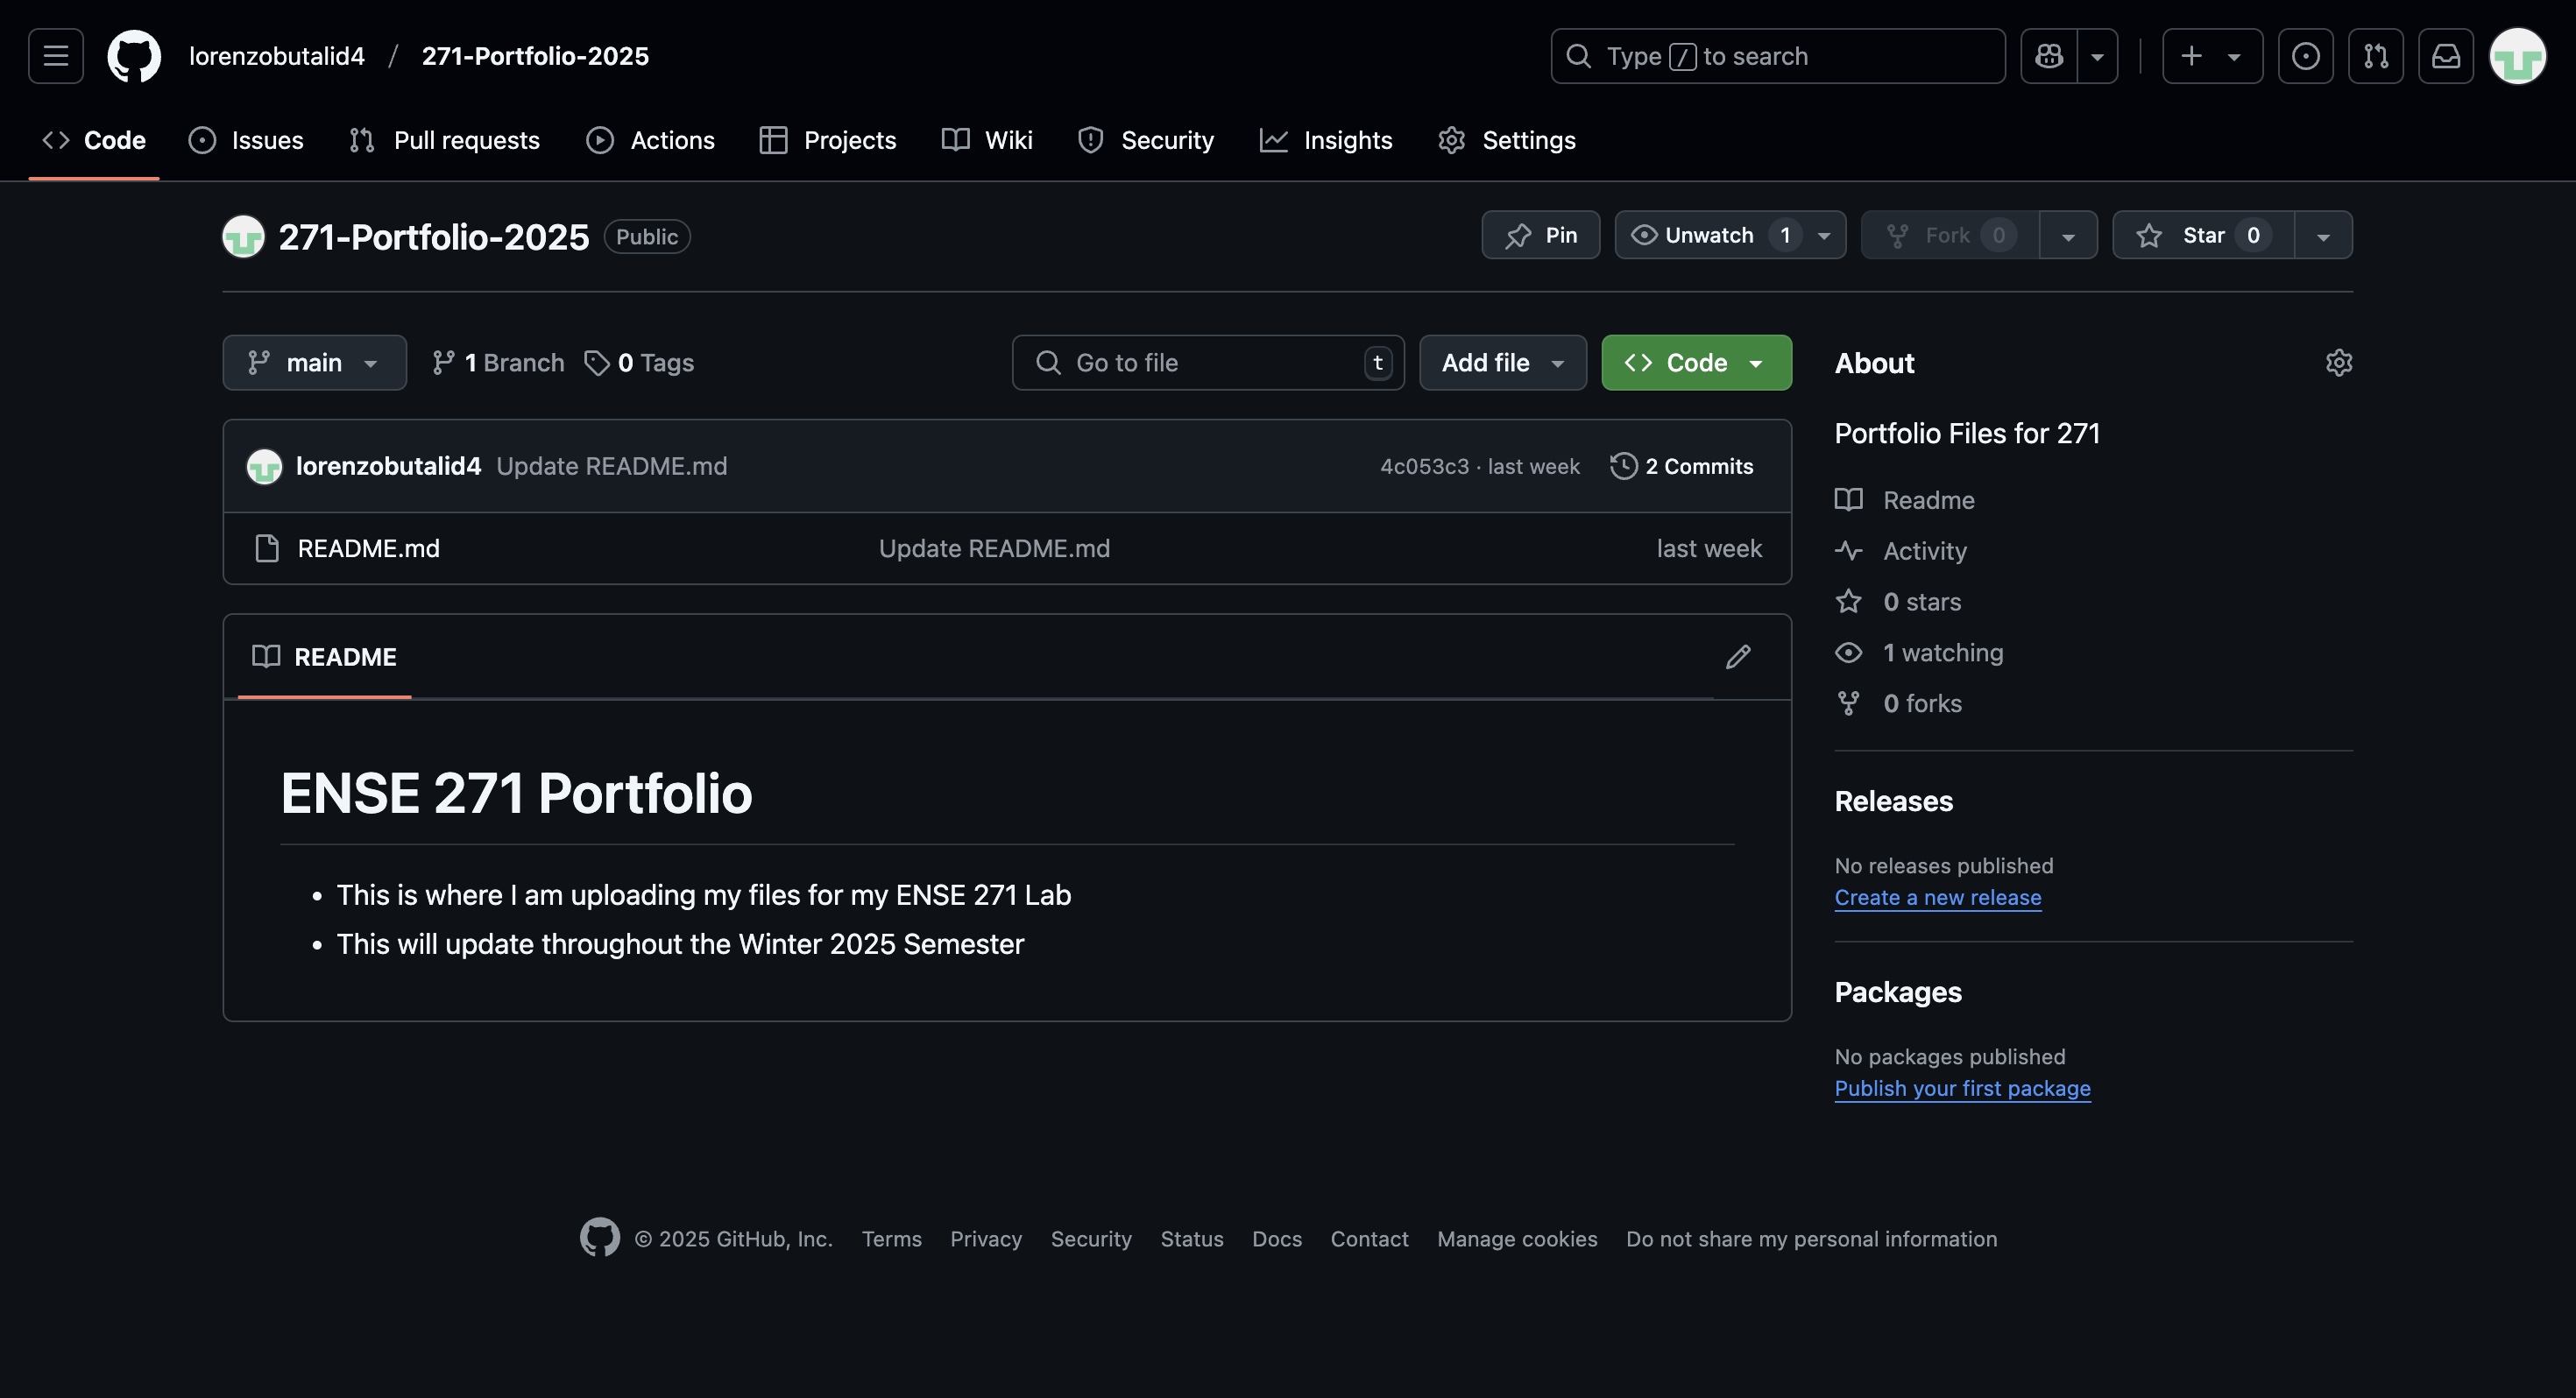 lorenzobutalid4 / 271-Portfolio-2025
Type / to search
Code Issues Pull requests Actions Projects Wiki Security Insights Settings
271-Portfolio-2025 Public
Pin Unwatch 1 Fork 0 Star 0
main 1 Branch 0 Tags Go to file t Add file Code
lorenzobutalid4 Update README.md 4c053c3 · last week 2 Commits
README.md Update README.md last week
README
ENSE 271 Portfolio
• This is where I am uploading my files for my ENSE 271 Lab
• This will update throughout the Winter 2025 Semester
About
Portfolio Files for 271
Readme
Activity
0 stars
1 watching
0 forks
Releases
No releases published
Create a new release
Packages
No packages published
Publish your first package
© 2025 GitHub, Inc. Terms Privacy Security Status Docs Contact Manage cookies Do not share my personal information